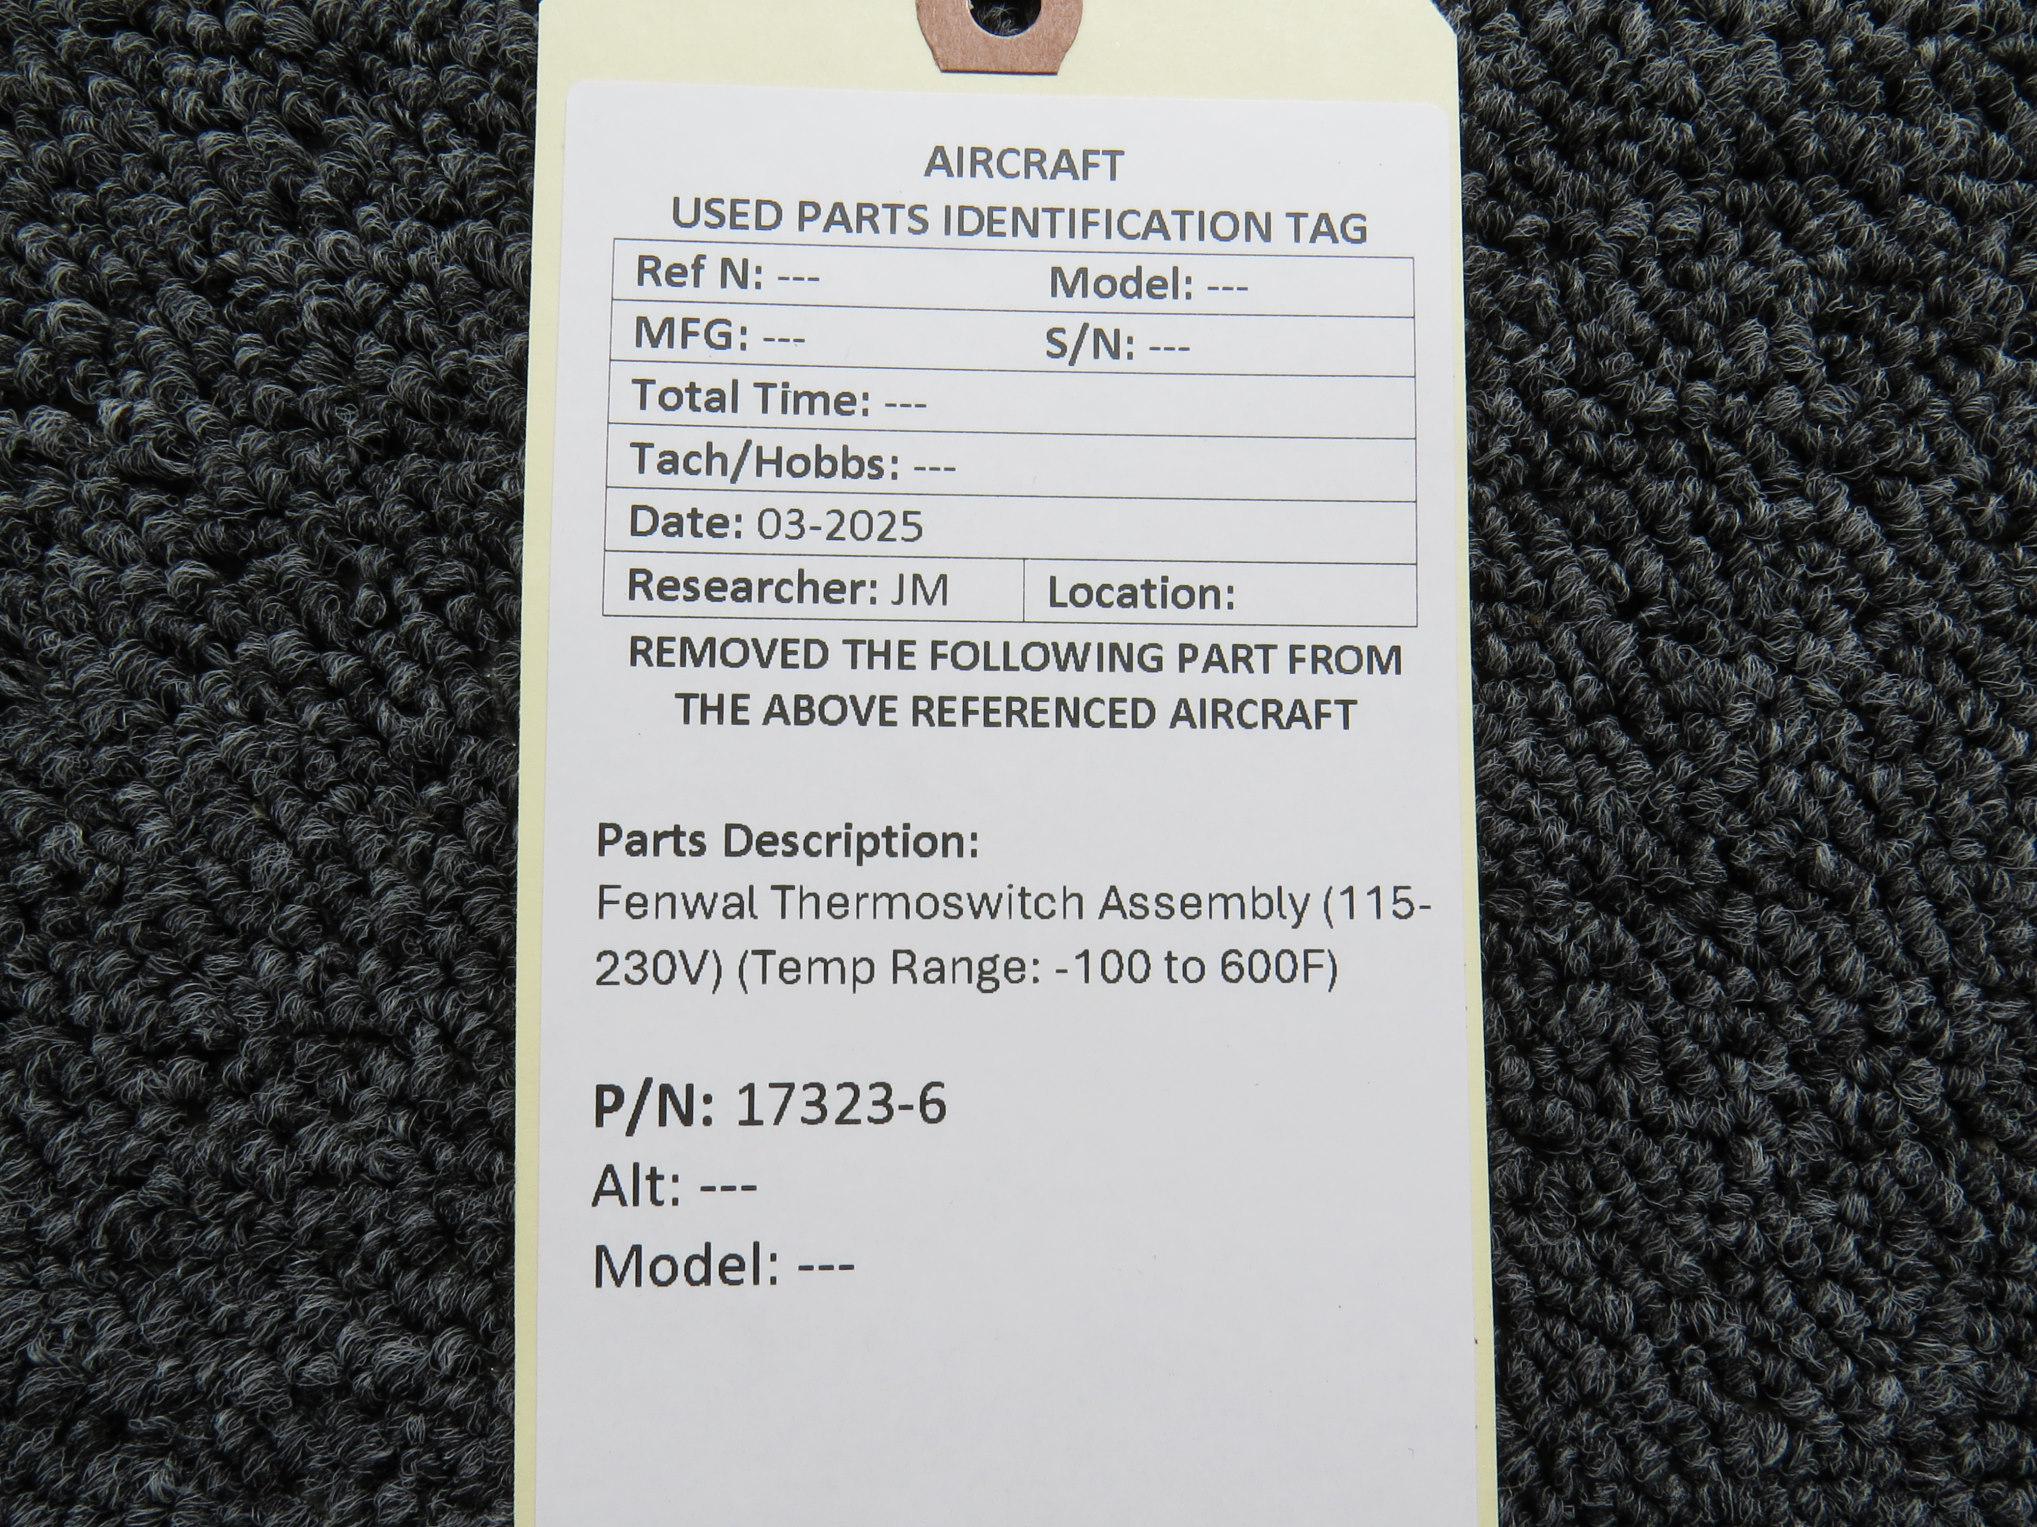 AIRCRAFT
USED PARTS IDENTIFICATION TAG
Ref N: --- Model: ---
MFG: --- S/N: ---
Total Time: ---
Tach/Hobbs: ---
Date: 03-2025
Researcher: JM Location:
REMOVED THE FOLLOWING PART FROM
THE ABOVE REFERENCED AIRCRAFT
Parts Description:
Fenwal Thermoswitch Assembly (115-
230V) (Temp Range: -100 to 600F)
P/N: 17323-6
Alt: ---
Model: ---